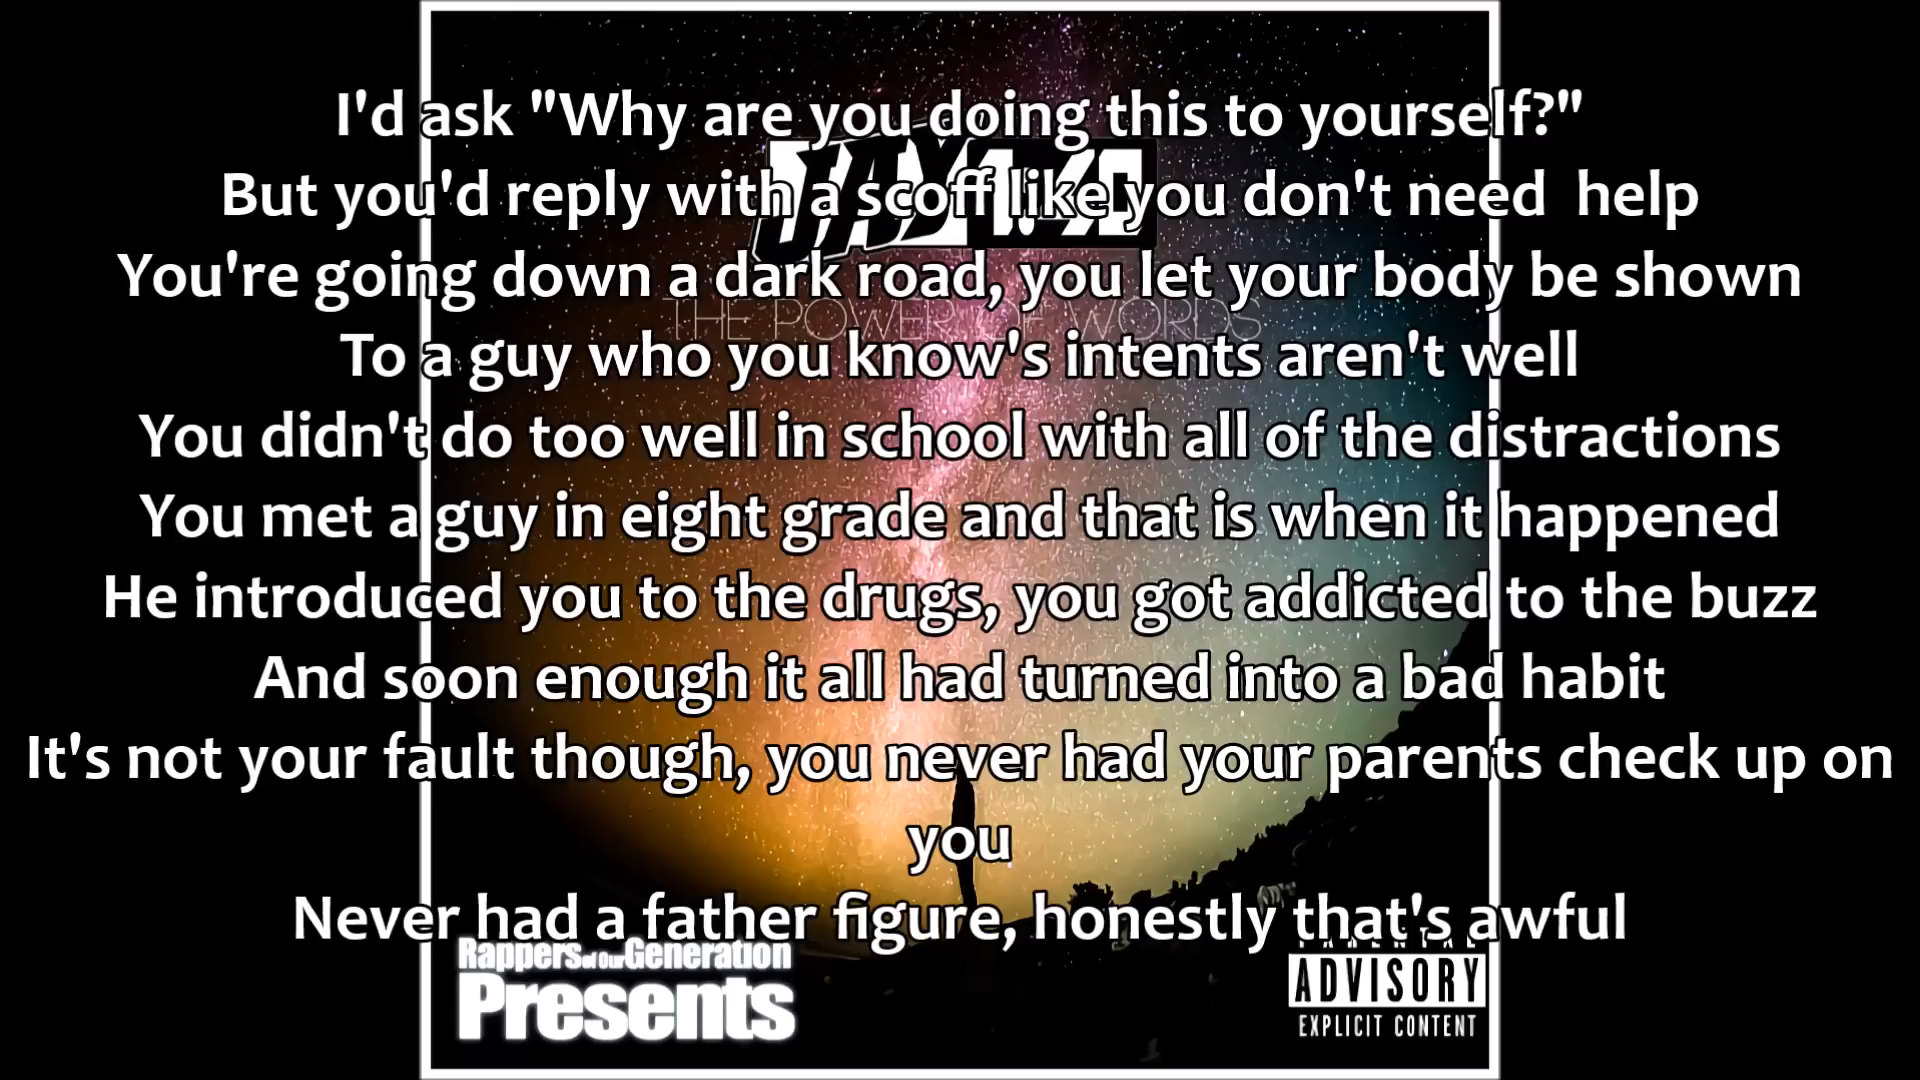 I'd ask "Why are you doing this to yourself?"
But you'd reply with a scoff like you don't need  help
You're going down a dark road, you let your body be shown
THE POWER OF WORDS
To a guy who you know's intents aren't well
You didn't do too well in school with all of the distractions
You met a guy in eight grade and that is when it happened
He introduced you to the drugs, you got addicted to the buzz
And soon enough it all had turned into a bad habit
It's not your fault though, you never had your parents check up on
you
Never had a father figure, honestly that's awful
Rappers of Our Generation
Presents
PARENTAL
ADVISORY
EXPLICIT CONTENT